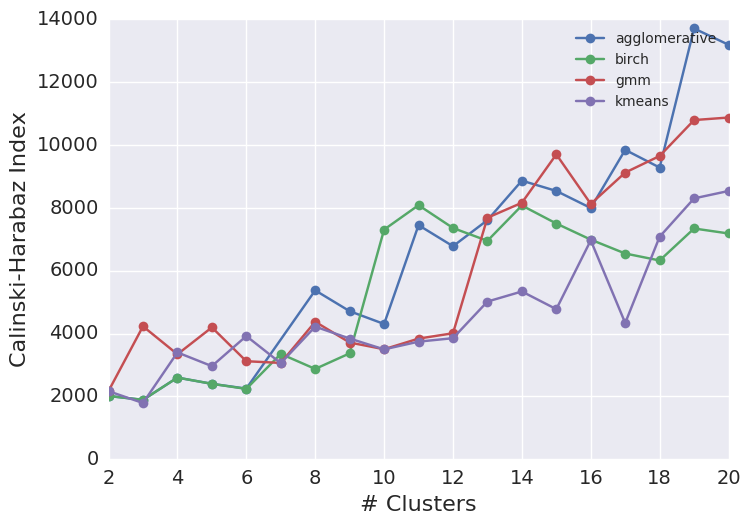 14000
12000
10000
8000
6000
4000
2000
0
Calinski-Harabaz Index
agglomerative
birch
gmm
kmeans
2 4 6 8 10 12 14 16 18 20
# Clusters